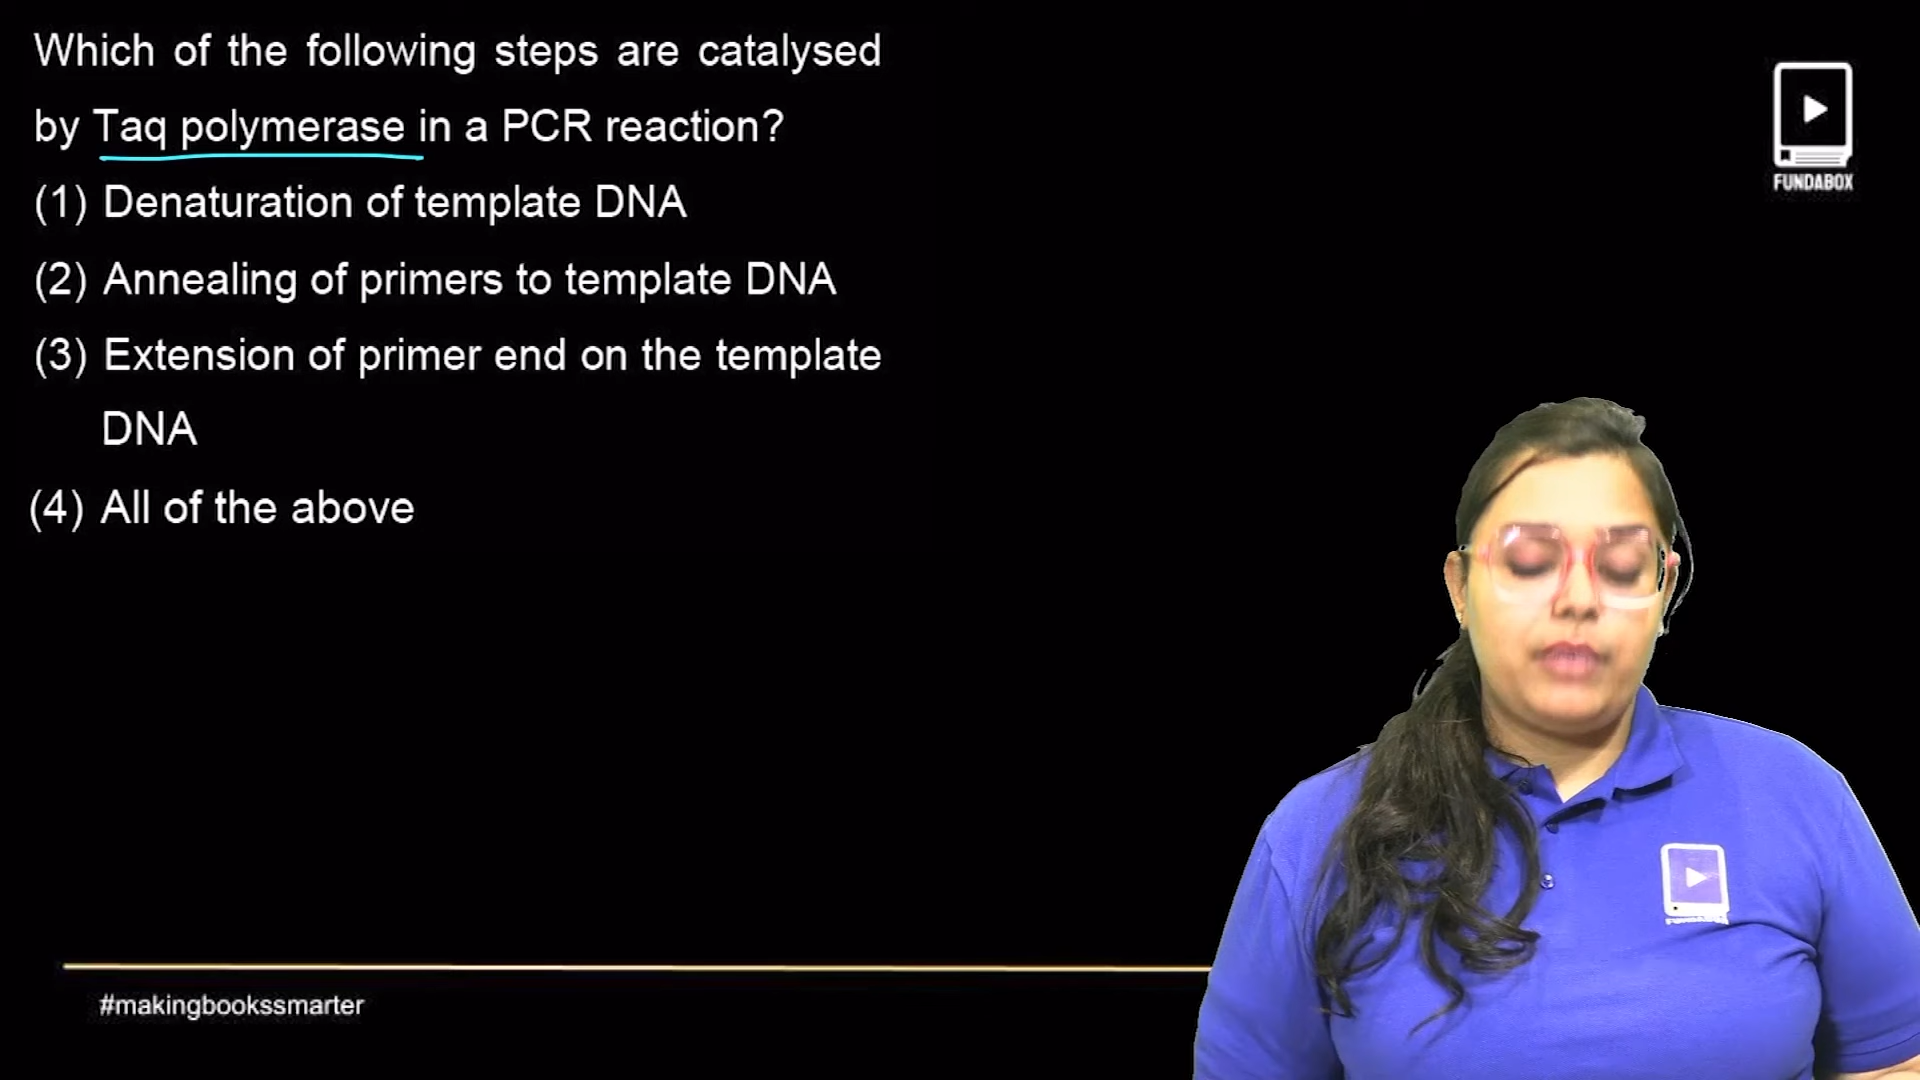 Which of the following steps are catalysed
by Taq polymerase in a PCR reaction?
(1) Denaturation of template DNA
(2) Annealing of primers to template DNA
(3) Extension of primer end on the template
DNA
(4) All of the above
FUNDABOX
FUNDABOX
#makingbookssmarter